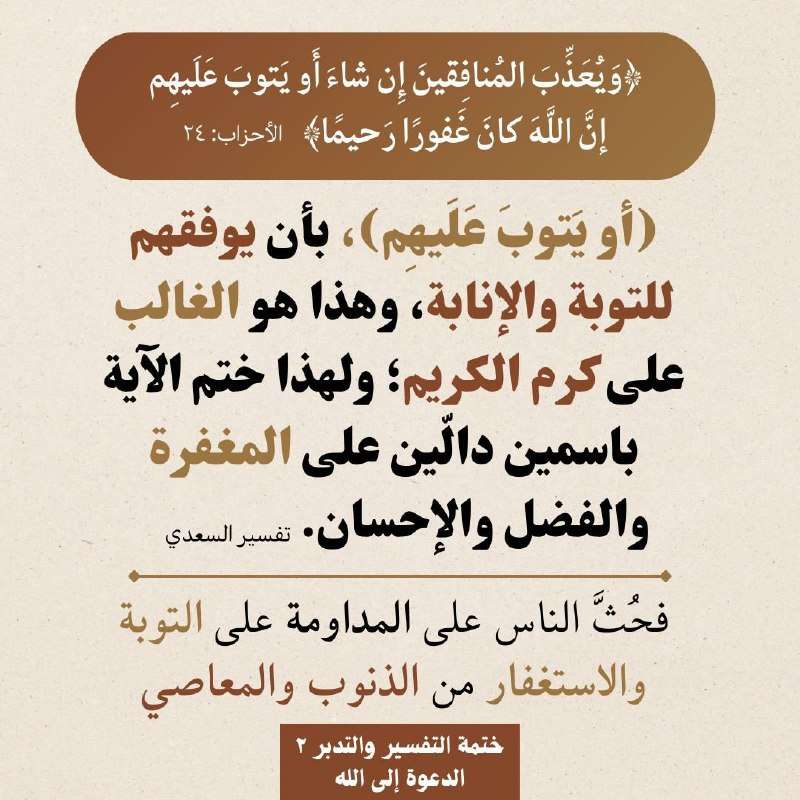 ﴿وَيُعَذِّبَ المُنافِقينَ إِن شاءَ أَو يَتوبَ عَلَيهِم
إِنَّ اللَّهَ كانَ غَفورًا رَحيمًا﴾ الأحزاب: ٢٤
(أو يَتوبَ عَلَيهِم)، بأن يوفقهم
للتوبة والإنابة، وهذا هو الغالب
على كرم الكريم؛ ولهذا ختم الآية
باسمين دالّين على المغفرة
والفضل والإحسان. تفسير السعدي
فحُثَّ الناس على المداومة على التوبة
والاستغفار من الذنوب والمعاصي
ختمة التفسير والتدبر ٢
الدعوة إلى الله